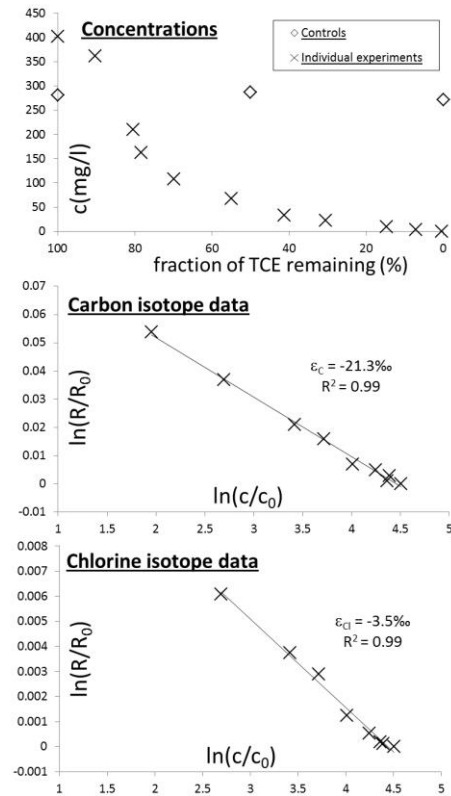 Concentrations
Controls
Individual experiments
450
400
350
300
250
200
150
100
50
0
c(mg/l)
100 80 60 40 20 0
fraction of TCE remaining (%)
Carbon isotope data
0.07
0.06
0.05
0.04
0.03
0.02
0.01
0
-0.01
ln(R/R₀)
ε_C = -21.3‰
R² = 0.99
ln(c/c₀)
1 1.5 2 2.5 3 3.5 4 4.5 5
Chlorine isotope data
0.008
0.007
0.006
0.005
0.004
0.003
0.002
0.001
0
-0.001
ln(R/R₀)
ε_Cl = -3.5‰
R² = 0.99
ln(c/c₀)
1 1.5 2 2.5 3 3.5 4 4.5 5